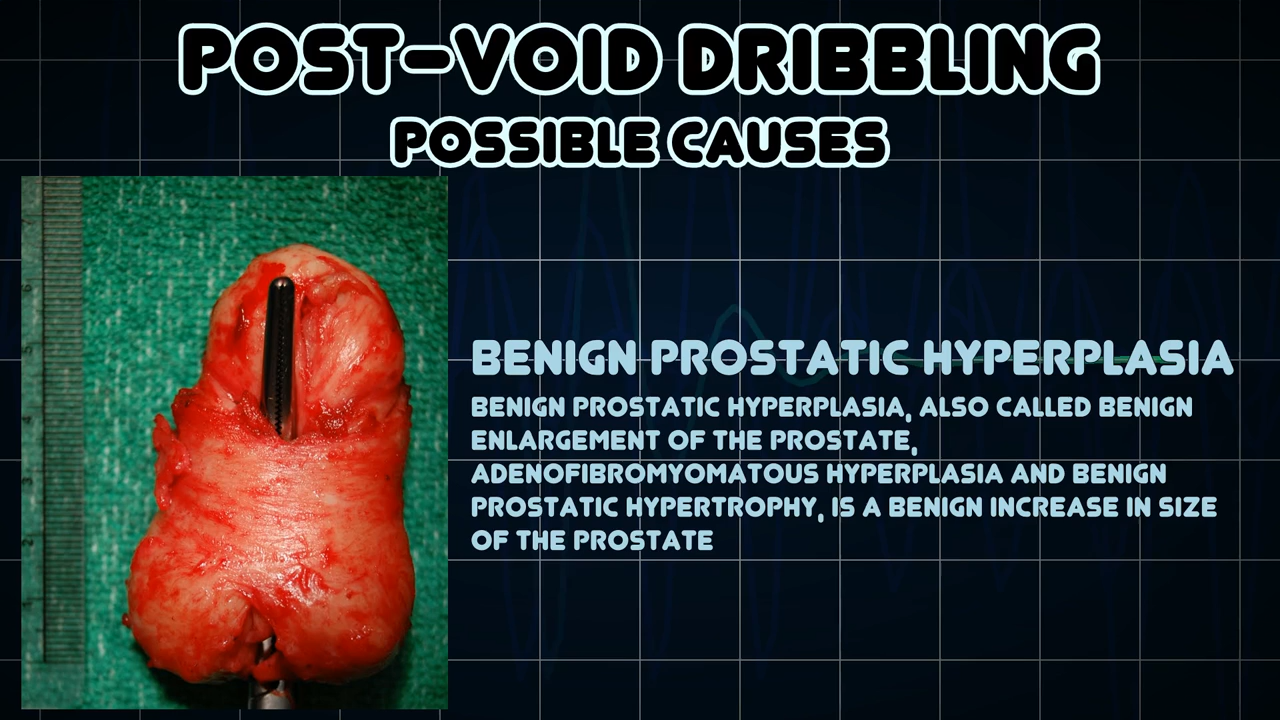 POST-VOID DRIBBLING
POSSIBLE CAUSES
BENIGN PROSTATIC HYPERPLASIA
BENIGN PROSTATIC HYPERPLASIA, ALSO CALLED BENIGN
ENLARGEMENT OF THE PROSTATE,
ADENOFIBROMYOMATOUS HYPERPLASIA AND BENIGN
PROSTATIC HYPERTROPHY, IS A BENIGN INCREASE IN SIZE
OF THE PROSTATE